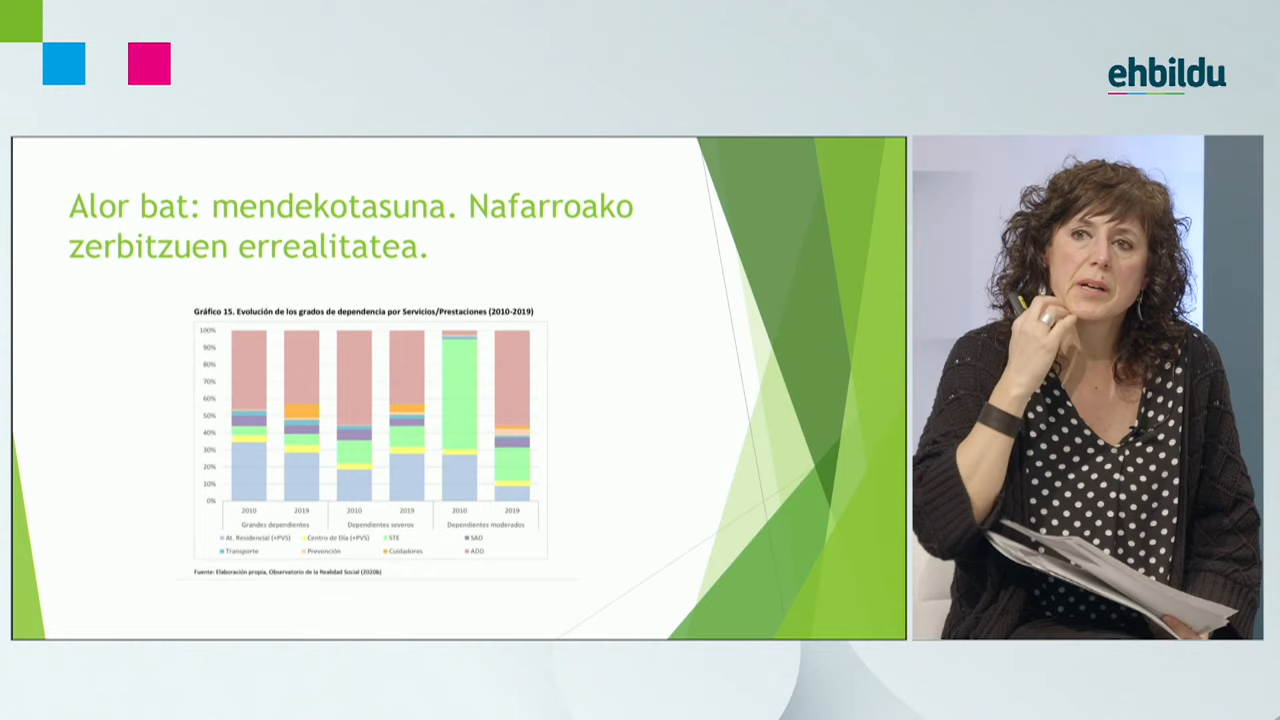 ehbildu
Alor bat: mendekotasuna. Nafarroako
zerbitzuen errealitatea.
Gráfico 15. Evolución de los grados de dependencia por Servicios/Prestaciones (2010-2019)
100%
90%
80%
70%
60%
50%
40%
30%
20%
10%
0%
2010 2019 2010 2019 2010 2019
Grandes dependientes Dependientes severos Dependientes moderados
At. Residencial (+PVS) Centro de Día (+PVS) STE SAD
Transporte Prevención Cuidadores ADD
Fuente: Elaboración propia, Observatorio de la Realidad Social (2020b)